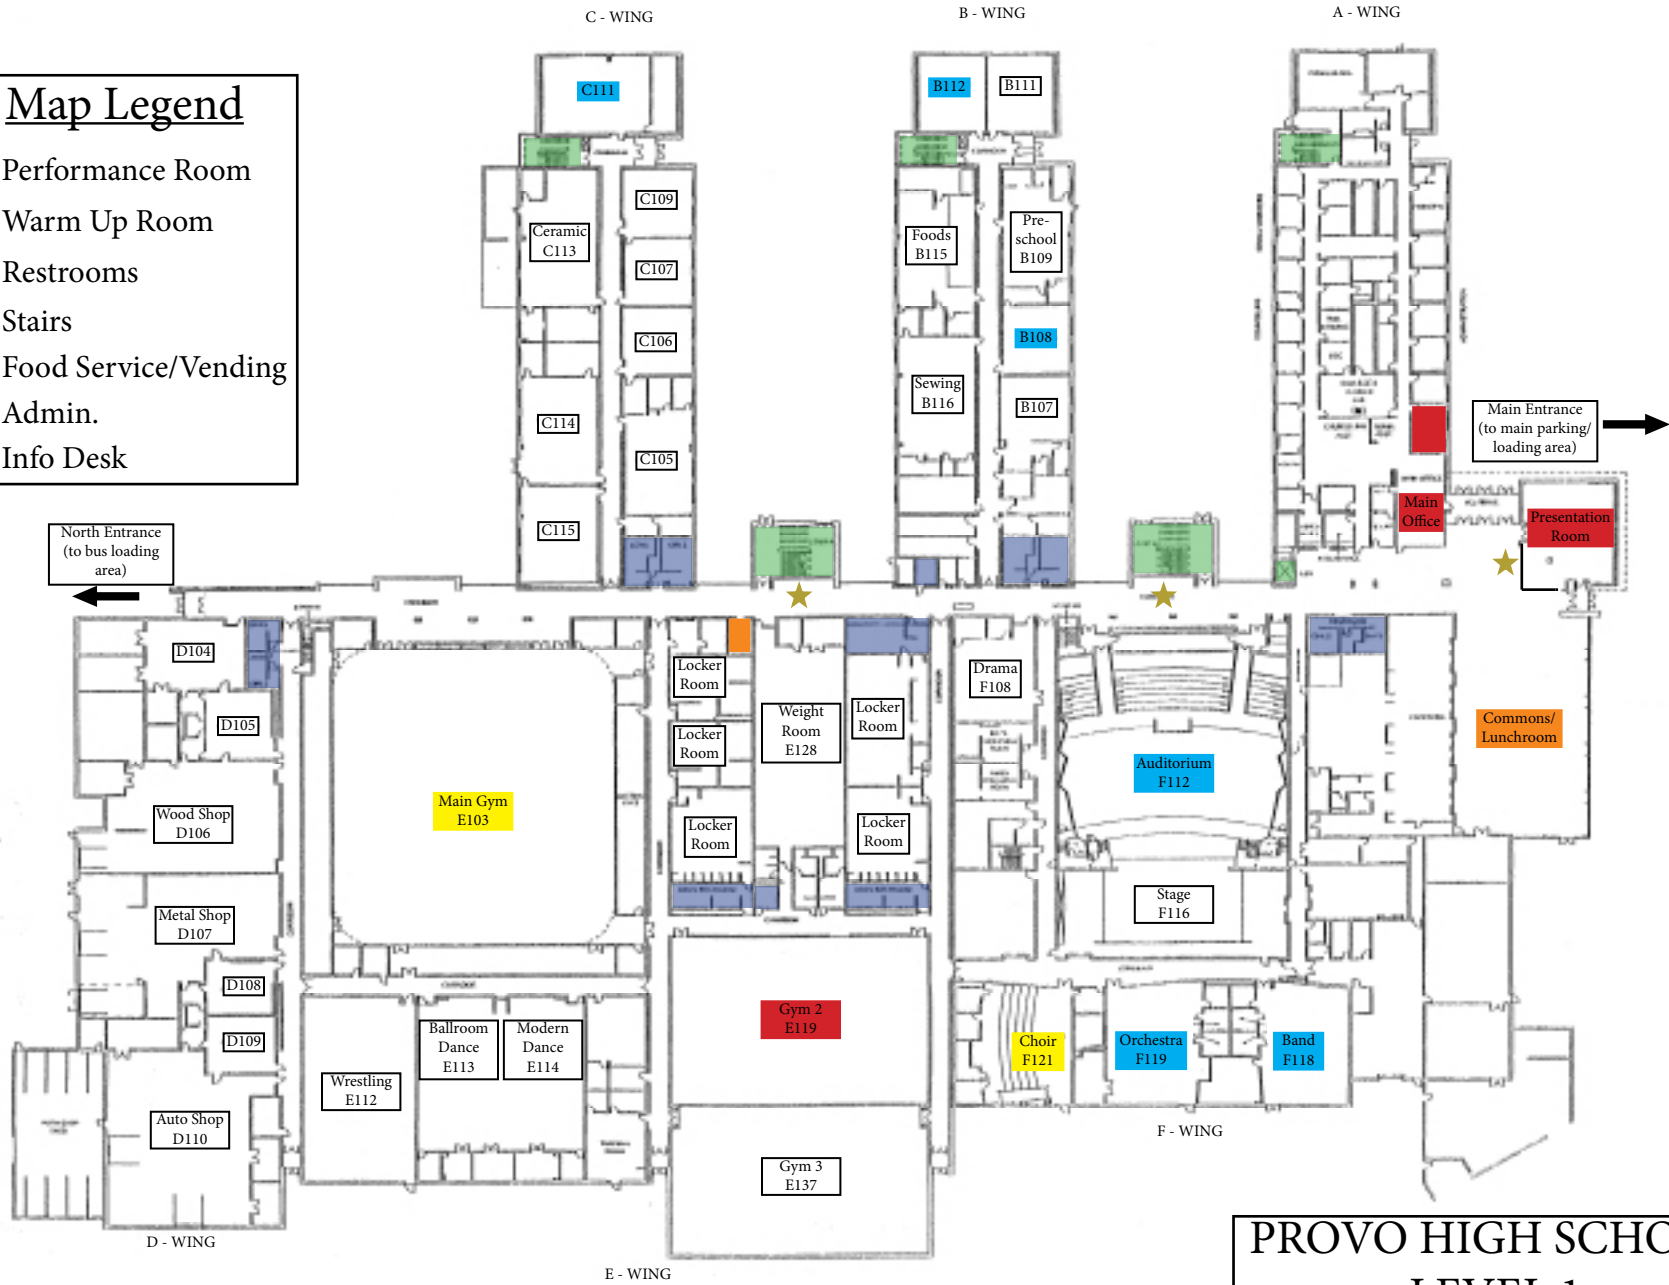 C - WING
B - WING
A - WING
Map Legend
Performance Room
Warm Up Room
Restrooms
Stairs
Food Service/Vending
Admin.
Info Desk
C111
B112
B111
C109
Ceramic
C113
C107
C106
C114
C105
C115
Foods
B115
Pre-
school
B109
B108
Sewing
B116
B107
Main Entrance
(to main parking/
loading area)
Main
Office
Presentation
Room
North Entrance
(to bus loading
area)
D104
D105
Wood Shop
D106
Metal Shop
D107
D108
D109
Auto Shop
D110
D - WING
Main Gym
E103
Locker
Room
Locker
Room
Locker
Room
Weight
Room
E128
Locker
Room
Locker
Room
Wrestling
E112
Ballroom
Dance
E113
Modern
Dance
E114
Gym 2
E119
Gym 3
E137
E - WING
Drama
F108
Auditorium
F112
Stage
F116
Commons/
Lunchroom
Choir
F121
Orchestra
F119
Band
F118
F - WING
PROVO HIGH SCHO
LEVEL 1